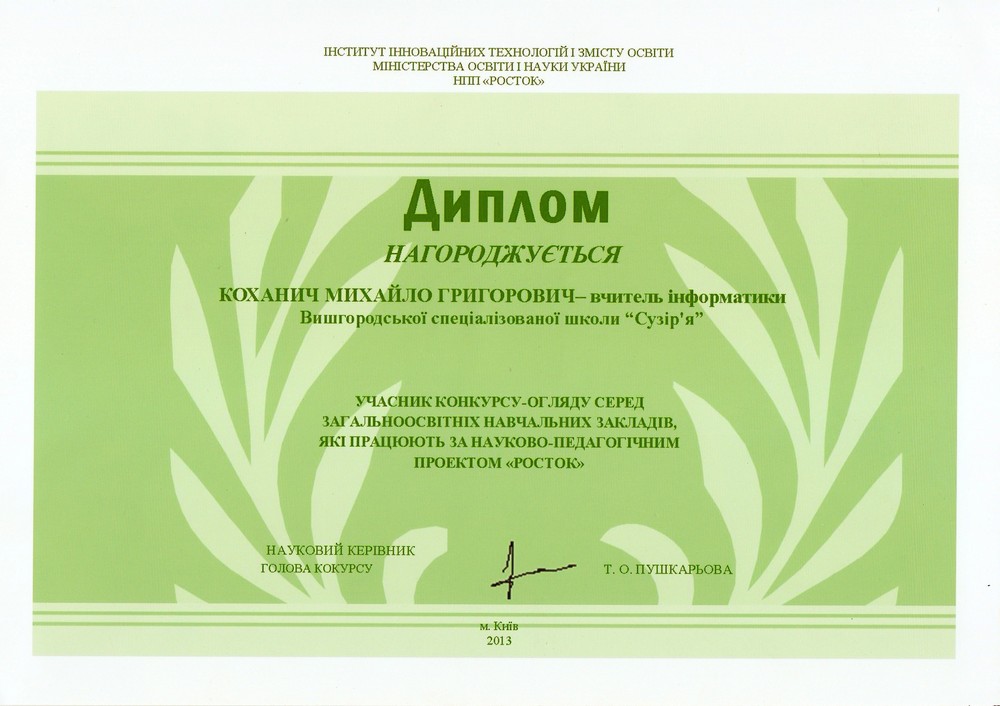 ІНСТИТУТ ІННОВАЦІЙНИХ ТЕХНОЛОГІЙ І ЗМІСТУ ОСВІТИ
МІНІСТЕРСТВА ОСВІТИ І НАУКИ УКРАЇНИ
НПП «РОСТОК»
Диплом
НАГОРОДЖУЄТЬСЯ
КОХАНИЧ МИХАЙЛО ГРИГОРОВИЧ– вчитель інформатики
Вишгородської спеціалізованої школи “Сузір'я”
УЧАСНИК КОНКУРСУ-ОГЛЯДУ СЕРЕД
ЗАГАЛЬНООСВІТНІХ НАВЧАЛЬНИХ ЗАКЛАДІВ,
ЯКІ ПРАЦЮЮТЬ ЗА НАУКОВО-ПЕДАГОГІЧНИМ
ПРОЕКТОМ «РОСТОК»
НАУКОВИЙ КЕРІВНИК
ГОЛОВА КОКУРСУ
Т. О. ПУШКАРЬОВА
м. Київ
2013